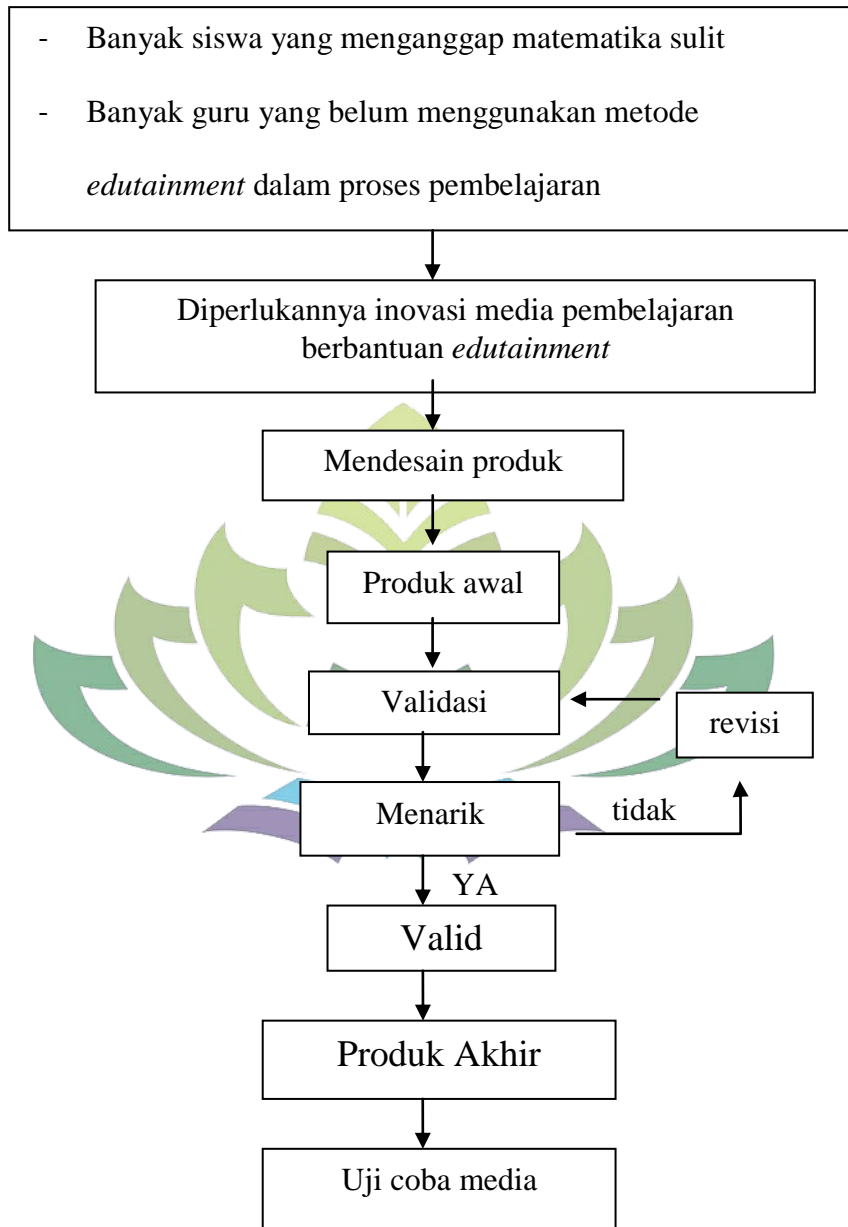 - Banyak siswa yang menganggap matematika sulit
- Banyak guru yang belum menggunakan metode
edutainment dalam proses pembelajaran
Diperlukannya inovasi media pembelajaran
berbantuan edutainment
Mendesain produk
Produk awal
Validasi
revisi
Menarik
tidak
YA
Valid
Produk Akhir
Uji coba media